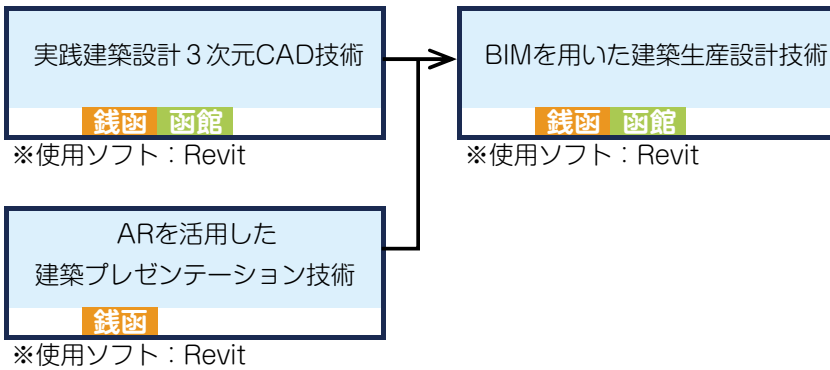 実践建築設計３次元CAD技術
銭函 函館
※使用ソフト：Revit
BIMを用いた建築生産設計技術
銭函 函館
※使用ソフト：Revit
ARを活用した
建築プレゼンテーション技術
銭函
※使用ソフト：Revit